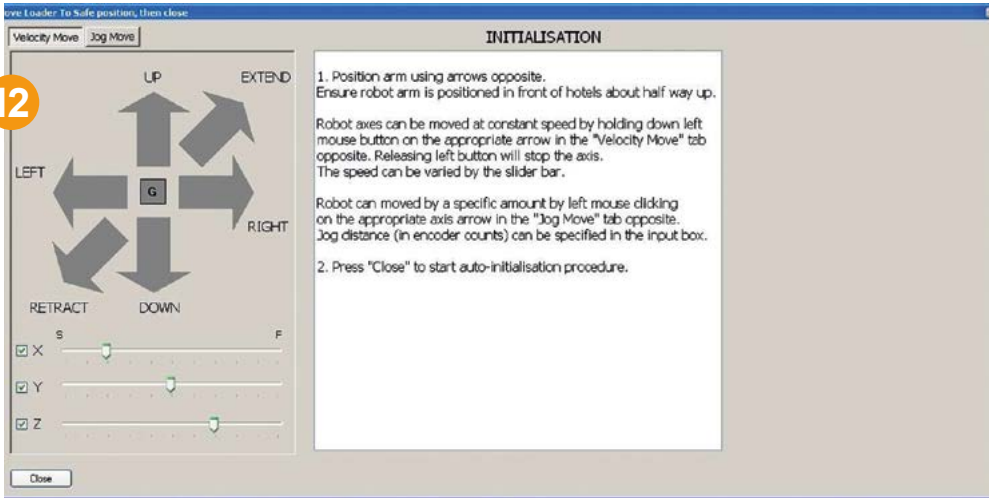 ove Loader To Safe position, then close
Velocity Move Jog Move
INITIALISATION
12
UP
EXTEND
LEFT
G
RIGHT
RETRACT
DOWN
S F
X
Y
Z
Close
1. Position arm using arrows opposite.
Ensure robot arm is positioned in front of hotels about half way up.
Robot axes can be moved at constant speed by holding down left
mouse button on the appropriate arrow in the "Velocity Move" tab
opposite. Releasing left button will stop the axis.
The speed can be varied by the slider bar.
Robot can moved by a specific amount by left mouse clicking
on the appropriate axis arrow in the "Jog Move" tab opposite.
Jog distance (in encoder counts) can be specified in the input box.
2. Press "Close" to start auto-initialisation procedure.